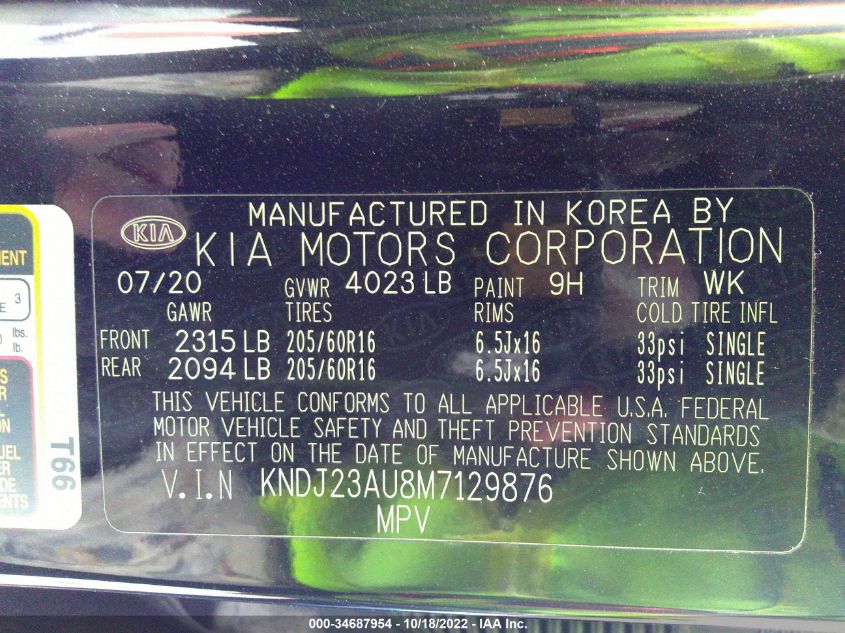 MANUFACTURED IN KOREA BY
KIA KIA MOTORS CORPORATION
07/20 GVWR 4023 LB PAINT 9H TRIM WK
GAWR TIRES RIMS COLD TIRE INFL
FRONT 2315 LB 205/60R16 6.5Jx16 33psi SINGLE
REAR 2094 LB 205/60R16 6.5Jx16 33psi SINGLE
THIS VEHICLE CONFORMS TO ALL APPLICABLE U.S.A. FEDERAL
MOTOR VEHICLE SAFETY AND THEFT PREVENTION STANDARDS
IN EFFECT ON THE DATE OF MANUFACTURE SHOWN ABOVE.
V.I.N KNDJ23AU8M7129876
MPV
3
lbs.
lb.
T66
000-34687954 - 10/18/2022 - IAA Inc.